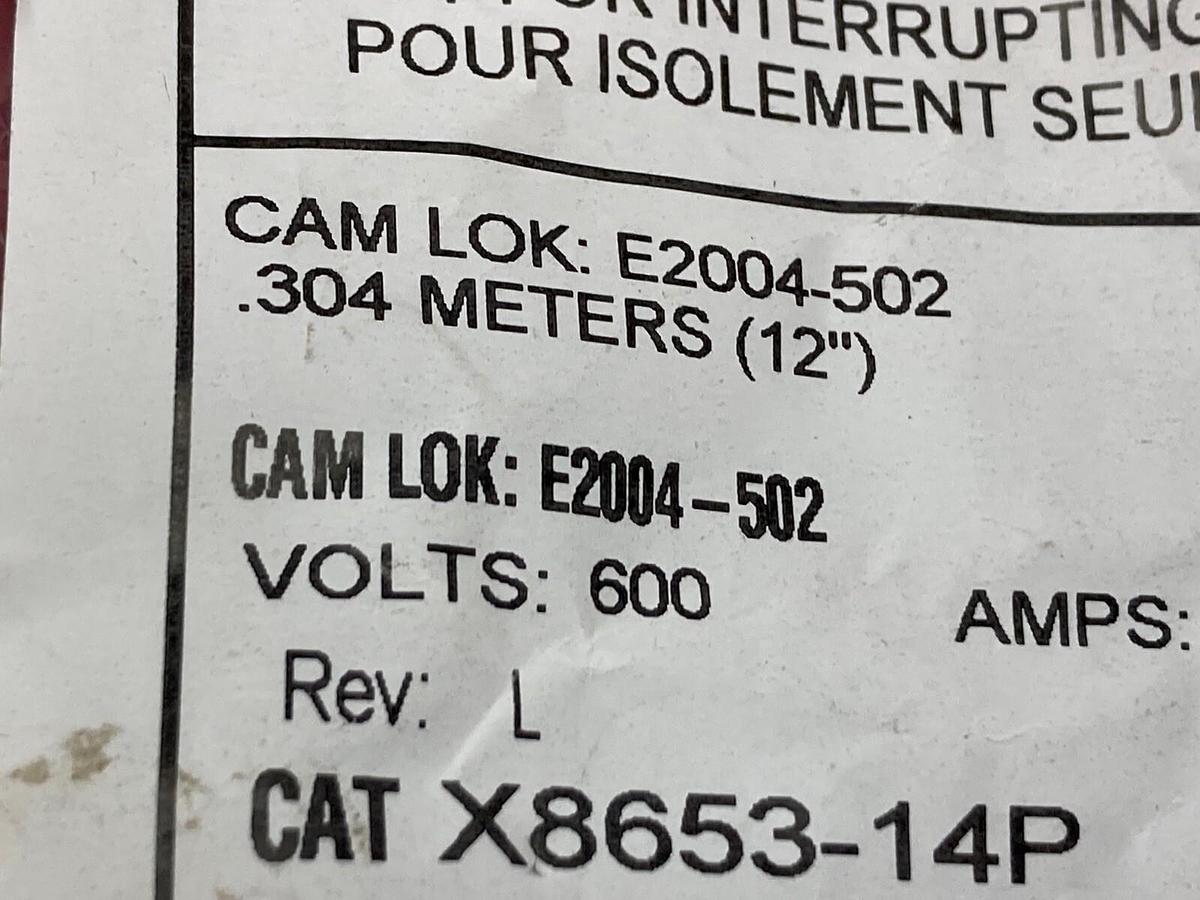 INTERRUPTING
POUR ISOLEMENT
CAM LOK: E2004-502
.304 METERS (12")
CAM LOK: E2004-502
VOLTS: 600
AMPS:
Rev: L
CAT X8653-14P